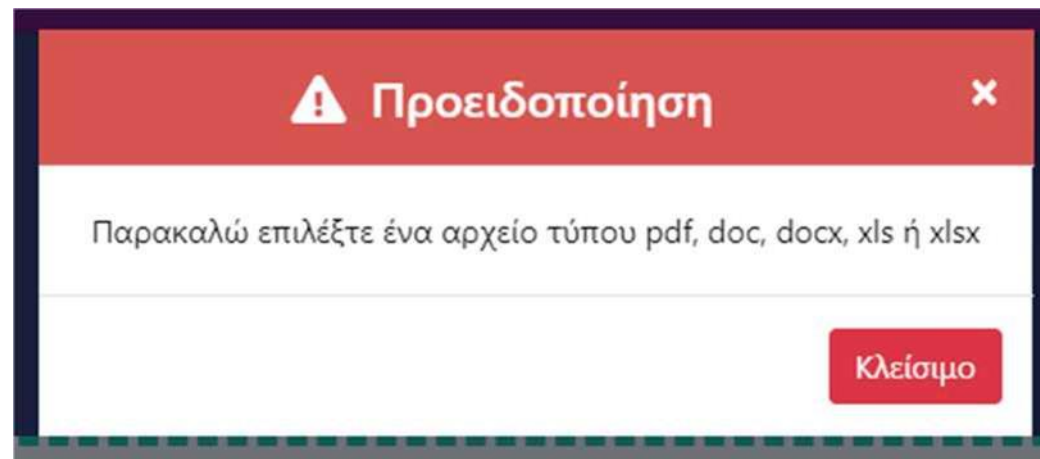 Προειδοποίηση
Παρακαλώ επιλέξτε ένα αρχείο τύπου pdf, doc, docx, xls ή xlsx
Κλείσιμο